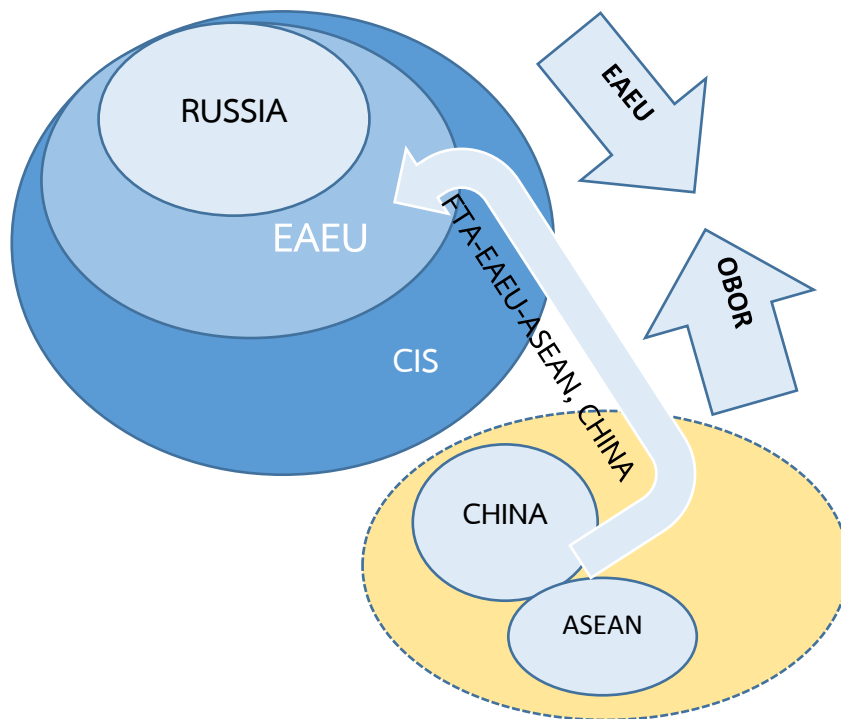 RUSSIA
EAEU
EAEU
OBOR
FTA-EAEU-ASEAN, CHINA
CIS
CHINA
ASEAN